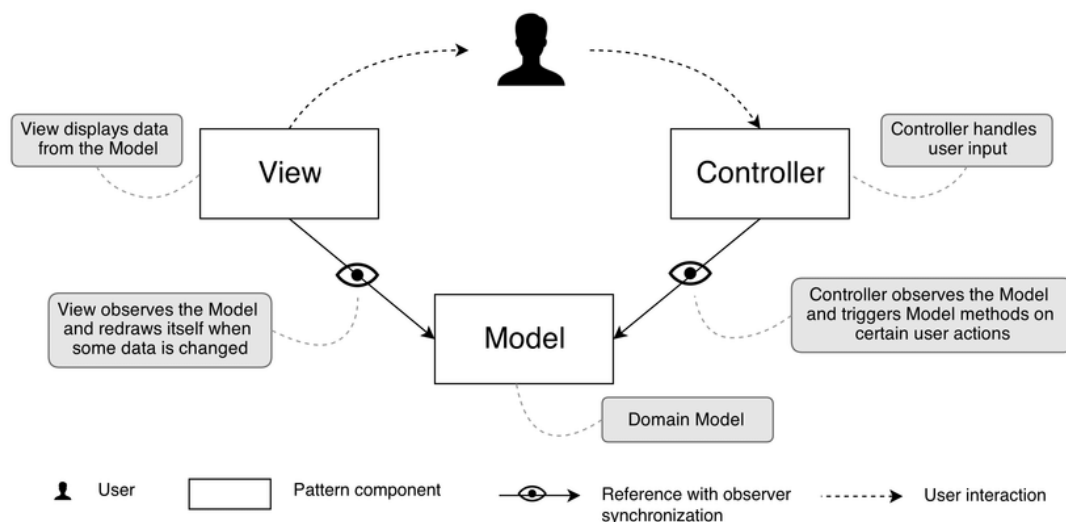 View displays data
from the Model
View
Controller
Controller handles
user input
View observes the Model
and redraws itself when
some data is changed
Model
Controller observes the Model
and triggers Model methods on
certain user actions
Domain Model
User
Pattern component
Reference with observer
synchronization
User interaction